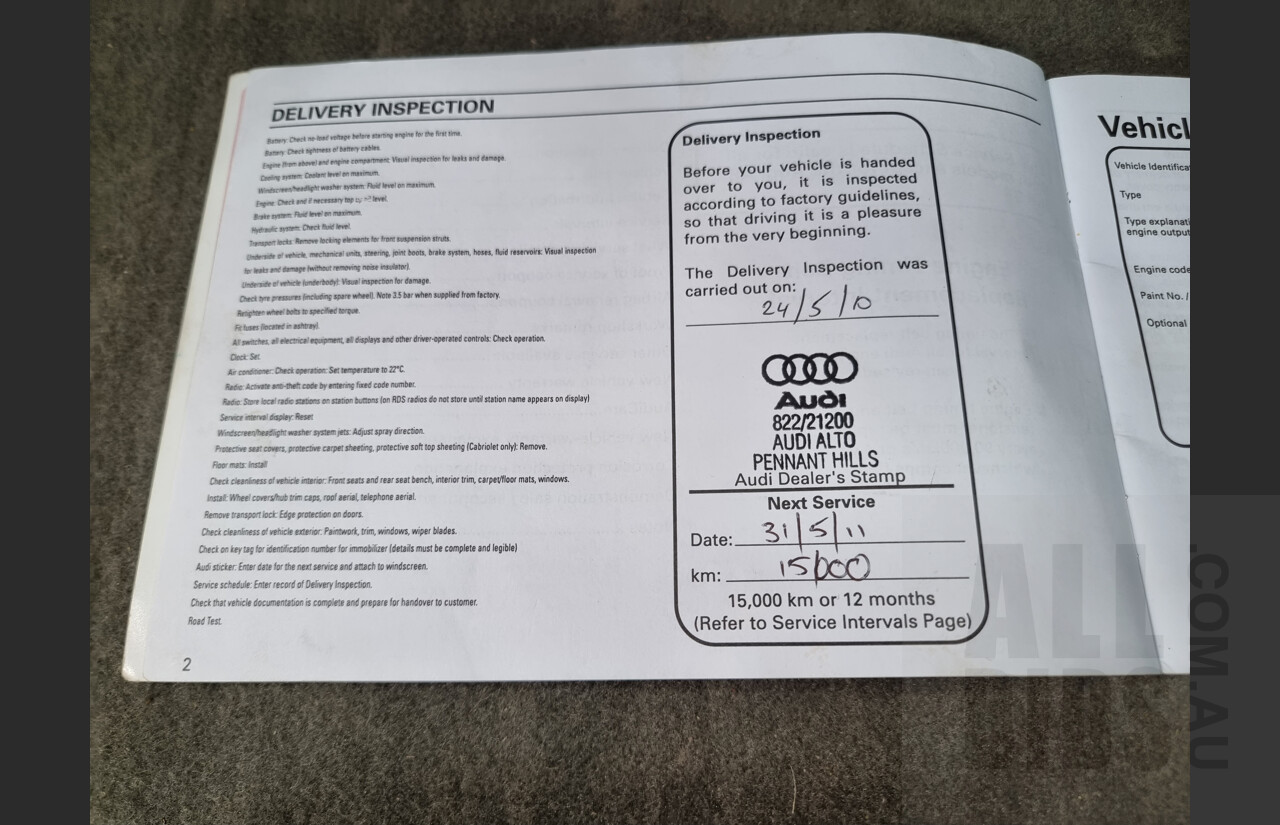 DELIVERY INSPECTION
Battery: Check no-load voltage before starting engine for the first time.
Battery: Check tightness of battery cables.
Engine (from above) and engine compartment: Visual inspection for leaks and damage.
Cooling system: Coolant level on maximum.
Windscreen/headlight washer system: Fluid level on maximum.
Engine: Check and if necessary top up oil level.
Brake system: Fluid level on maximum.
Hydraulic system: Check fluid level.
Transport locks: Remove locking elements for front suspension struts.
Underside of vehicle, mechanical units, steering, joint boots, brake system, hoses, fluid reservoirs: Visual inspection
for leaks and damage (without removing noise insulator).
Underside of vehicle (underbody): Visual inspection for damage.
Check tyre pressures (including spare wheel). Note 3.5 bar when supplied from factory.
Retighten wheel bolts to specified torque.
Fit fuses (located in ashtray).
All switches, all electrical equipment, all displays and other driver-operated controls: Check operation.
Clock: Set.
Air conditioner: Check operation: Set temperature to 22°C.
Radio: Activate anti-theft code by entering fixed code number.
Radio: Store local radio stations on station buttons (on RDS radios do not store until station name appears on display)
Service interval display: Reset
Windscreen/headlight washer system jets: Adjust spray direction.
Protective seat covers, protective carpet sheeting, protective soft top sheeting (Cabriolet only): Remove.
Floor mats: Install
Check cleanliness of vehicle interior: Front seats and rear seat bench, interior trim, carpet/floor mats, windows.
Install: Wheel covers/hub trim caps, roof aerial, telephone aerial.
Remove transport lock: Edge protection on doors.
Check cleanliness of vehicle exterior: Paintwork, trim, windows, wiper blades.
Check on key tag for identification number for immobilizer (details must be complete and legible)
Audi sticker: Enter date for the next service and attach to windscreen.
Service schedule: Enter record of Delivery Inspection.
Check that vehicle documentation is complete and prepare for handover to customer.
Road Test.
2
Delivery Inspection
Before your vehicle is handed
over to you, it is inspected
according to factory guidelines,
so that driving it is a pleasure
from the very beginning.
The Delivery Inspection was
carried out on:
24/5/10
Audi
822/21200
AUDI ALTO
PENNANT HILLS
Audi Dealer's Stamp
Next Service
Date: 31/5/11
km: 15000
15,000 km or 12 months
(Refer to Service Intervals Page)
Vehicl
Vehicle Identifica
Type
Type explanati
engine output
Engine code
Paint No. /
Optional
ALL
BIDS
.COM.AU